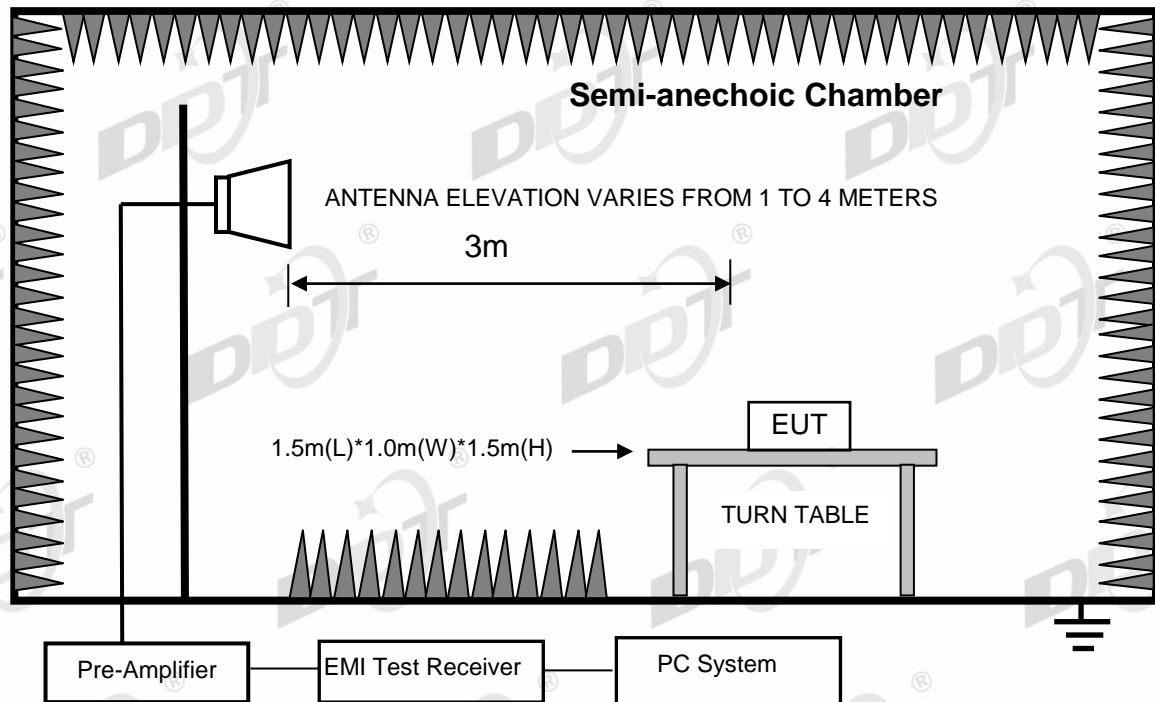 Semi-anechoic Chamber
ANTENNA ELEVATION VARIES FROM 1 TO 4 METERS
3m
EUT
1.5m(L)*1.0m(W)*1.5m(H)
TURN TABLE
Pre-Amplifier
EMI Test Receiver
PC System
DDT®